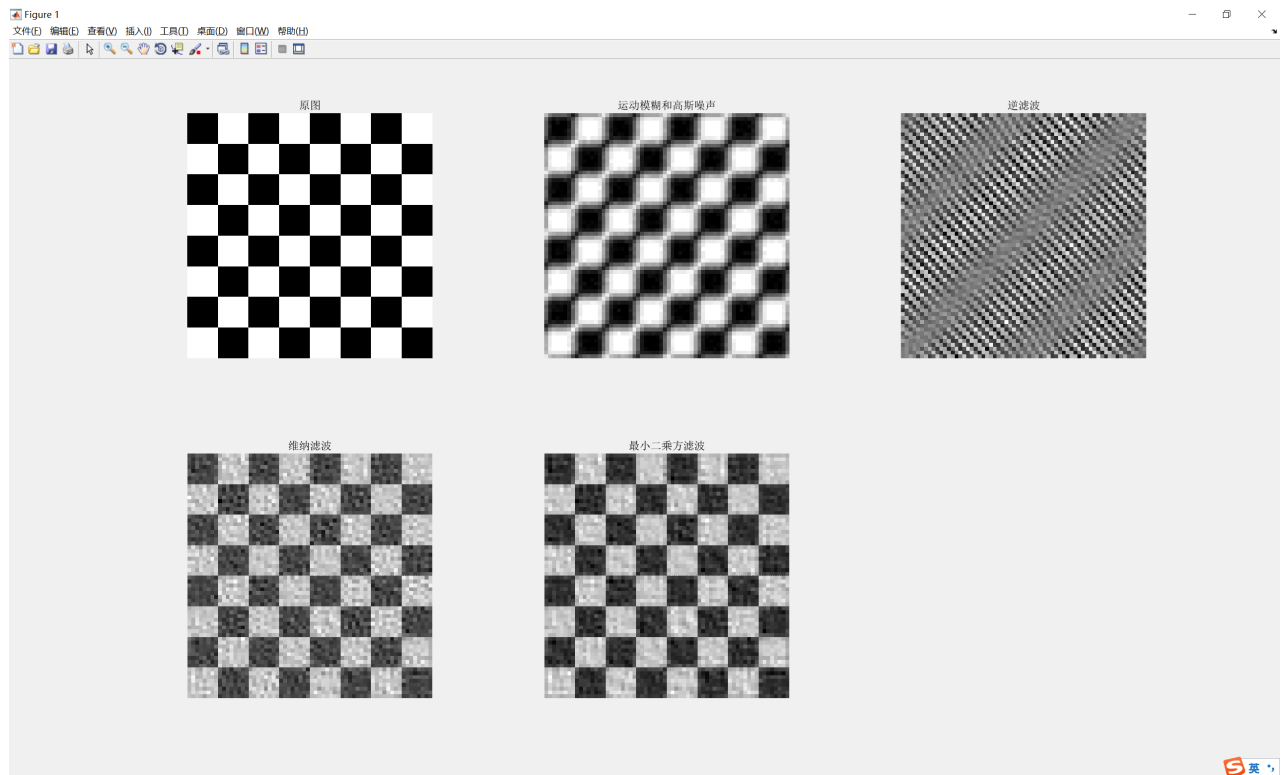 Figure 1
文件(F) 编辑(E) 查看(V) 插入(I) 工具(T) 桌面(D) 窗口(W) 帮助(H)
原图
运动模糊和高斯噪声
逆滤波
维纳滤波
最小二乘方滤波
英